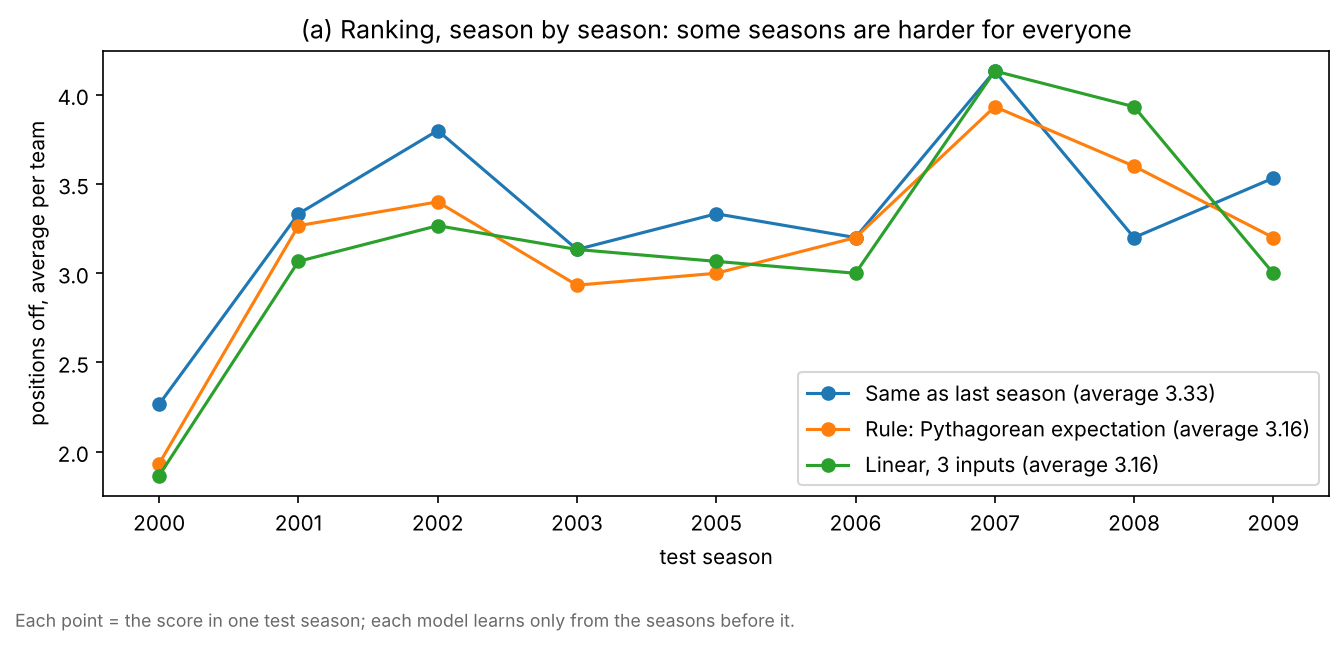 (a) Ranking, season by season: some seasons are harder for everyone
positions off, average per team
4.0
3.5
3.0
2.5
2.0
Same as last season (average 3.33)
Rule: Pythagorean expectation (average 3.16)
Linear, 3 inputs (average 3.16)
2000 2001 2002 2003 2005 2006 2007 2008 2009
test season
Each point = the score in one test season; each model learns only from the seasons before it.